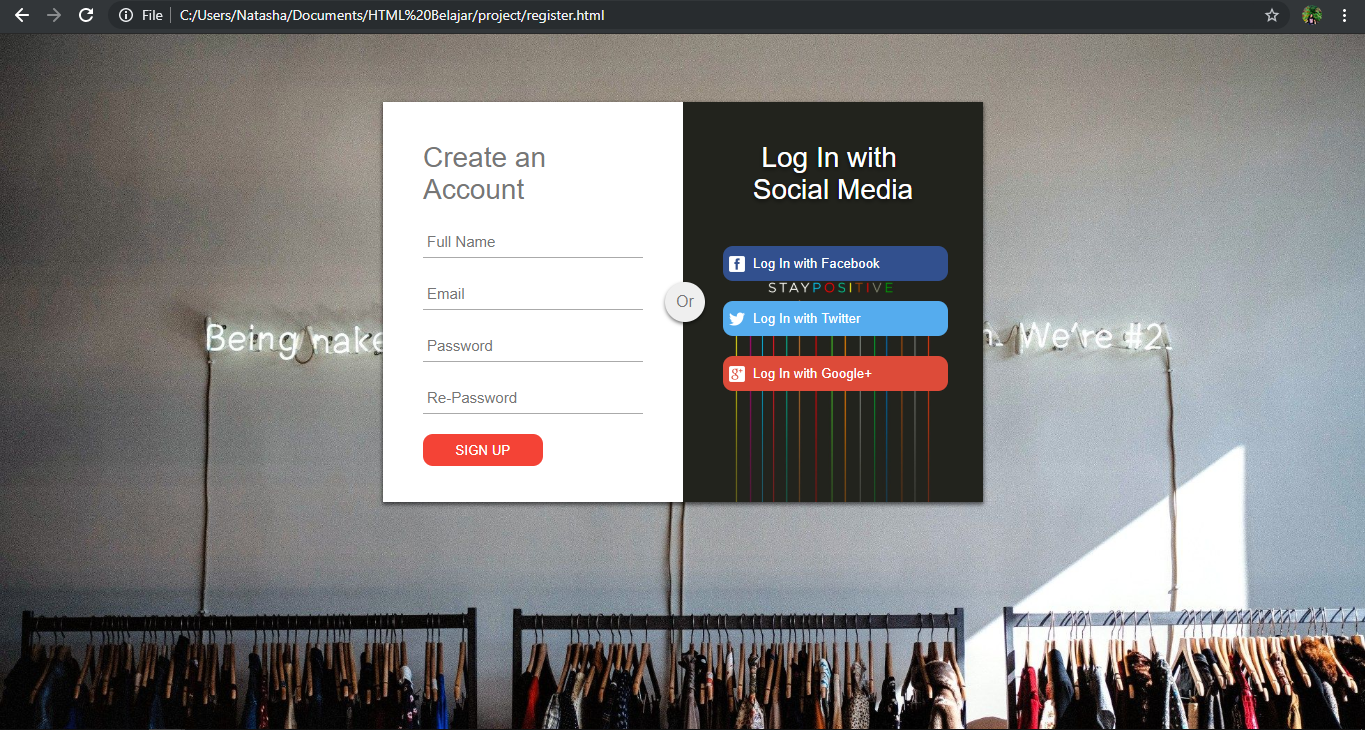 File
C:/Users/Natasha/Documents/HTML%20Belajar/project/register.html
Create an
Account
Full Name
Email
Password
Re-Password
SIGN UP
Or
Log In with
Social Media
Log In with Facebook
STAYPOSITIVE
Log In with Twitter
Log In with Google+
Being nake
We're #2.